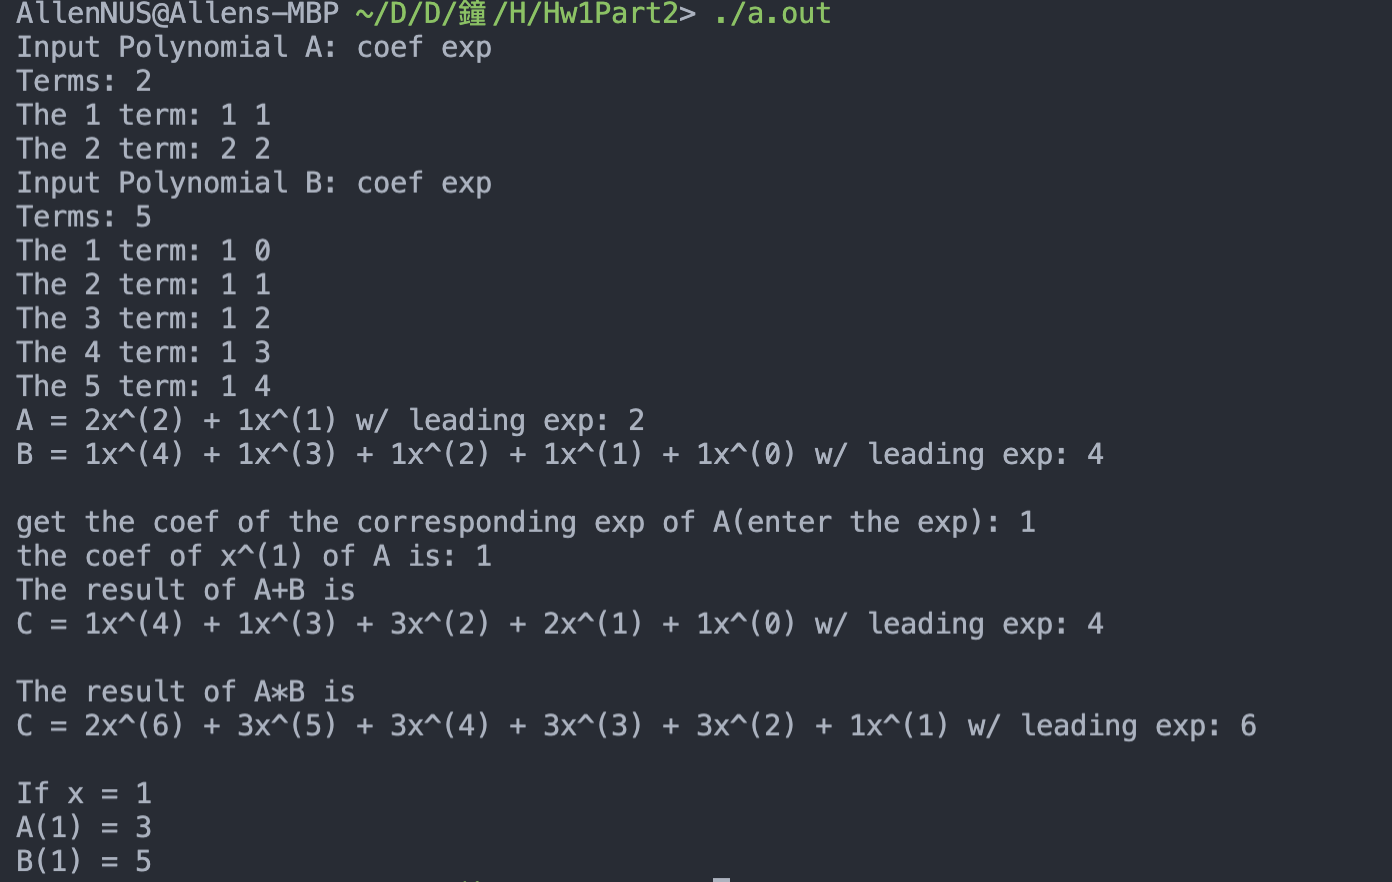 AllenNUS@Allens-MBP ~/D/D/鐘/H/Hw1Part2> ./a.out
Input Polynomial A: coef exp
Terms: 2
The 1 term: 1 1
The 2 term: 2 2
Input Polynomial B: coef exp
Terms: 5
The 1 term: 1 0
The 2 term: 1 1
The 3 term: 1 2
The 4 term: 1 3
The 5 term: 1 4
A = 2x^(2) + 1x^(1) w/ leading exp: 2
B = 1x^(4) + 1x^(3) + 1x^(2) + 1x^(1) + 1x^(0) w/ leading exp: 4
get the coef of the corresponding exp of A(enter the exp): 1
the coef of x^(1) of A is: 1
The result of A+B is
C = 1x^(4) + 1x^(3) + 3x^(2) + 2x^(1) + 1x^(0) w/ leading exp: 4
The result of A*B is
C = 2x^(6) + 3x^(5) + 3x^(4) + 3x^(3) + 3x^(2) + 1x^(1) w/ leading exp: 6
If x = 1
A(1) = 3
B(1) = 5